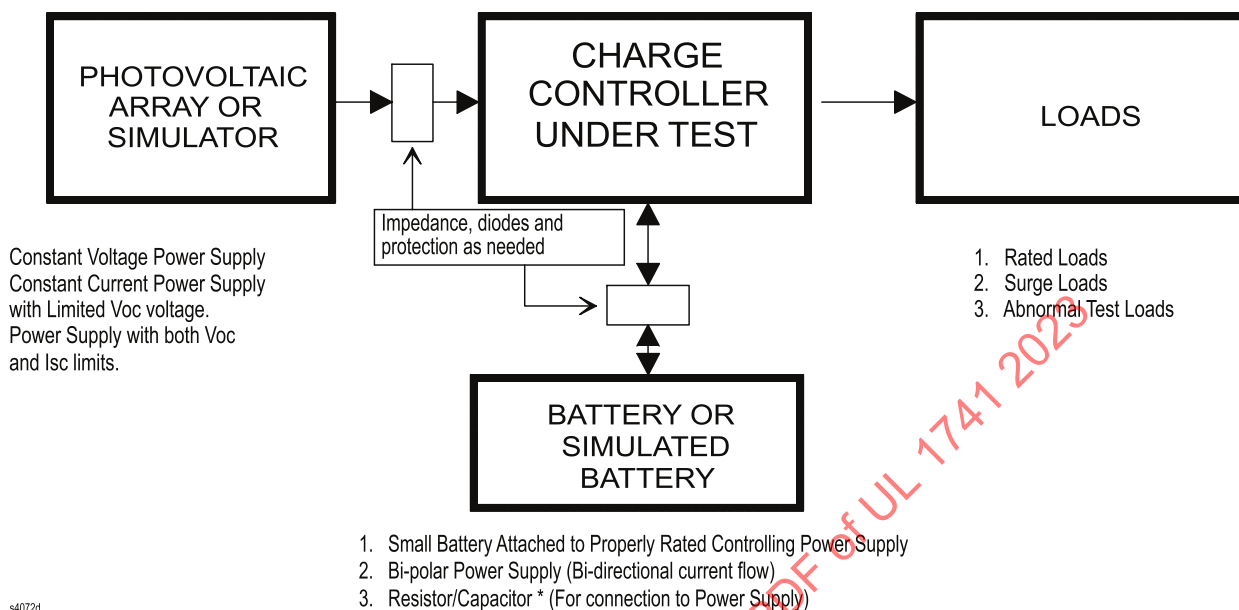 PHOTOVOLTAIC
ARRAY OR
SIMULATOR
CHARGE
CONTROLLER
UNDER TEST
LOADS
Impedance, diodes and
protection as needed
Constant Voltage Power Supply
Constant Current Power Supply
with Limited Voc voltage.
Power Supply with both Voc
and Isc limits.
1. Rated Loads
2. Surge Loads
3. Abnormal Test Loads
BATTERY OR
SIMULATED
BATTERY
1. Small Battery Attached to Properly Rated Controlling Power Supply
2. Bi-polar Power Supply (Bi-directional current flow)
3. Resistor/Capacitor * (For connection to Power Supply)
s4072d
PDF of UL 1741 2023